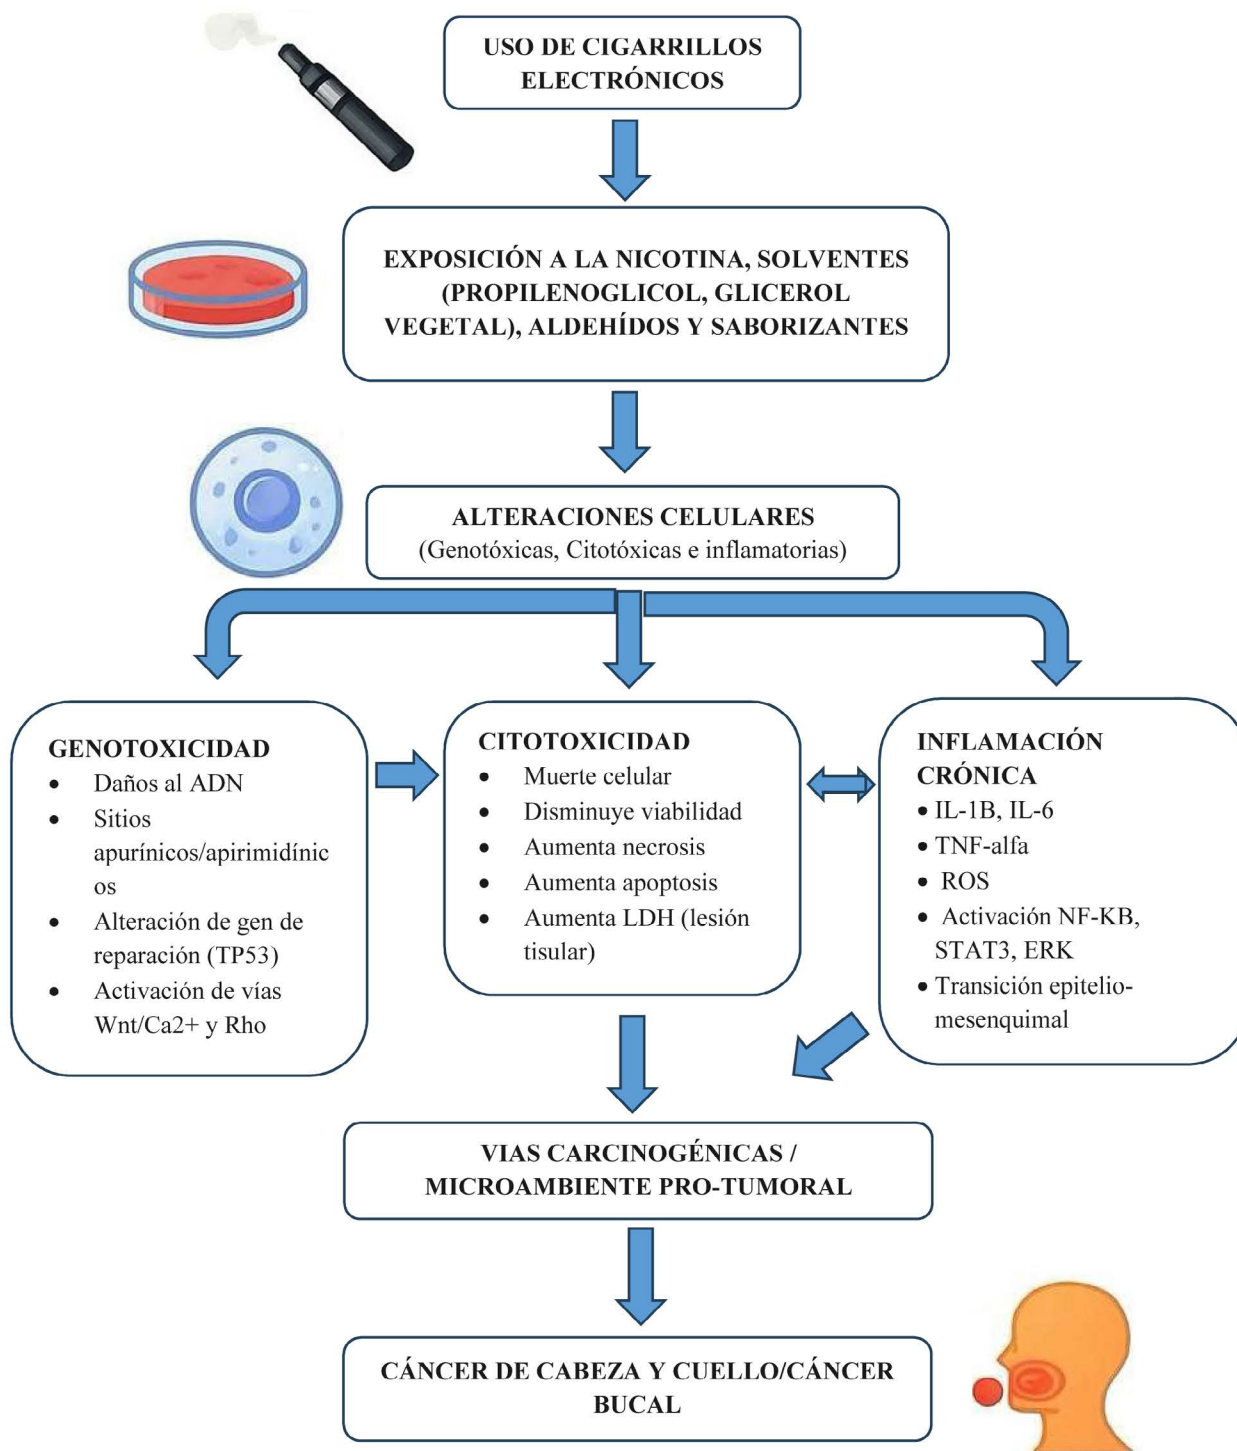 USO DE CIGARRILLOS
ELECTRÓNICOS
EXPOSICIÓN A LA NICOTINA, SOLVENTES
(PROPILENOGLICOL, GLICEROL
VEGETAL), ALDEHÍDOS Y SABORIZANTES
ALTERACIONES CELULARES
(Genotóxicas, Citotóxicas e inflamatorias)
GENOTOXICIDAD
• Daños al ADN
• Sitios
apurínicos/apirimidínic
os
• Alteración de gen de
reparación (TP53)
• Activación de vías
Wnt/Ca2+ y Rho
CITOTOXICIDAD
• Muerte celular
• Disminuye viabilidad
• Aumenta necrosis
• Aumenta apoptosis
• Aumenta LDH (lesión
tisular)
INFLAMACIÓN
CRÓNICA
• IL-1B, IL-6
• TNF-alfa
• ROS
• Activación NF-KB,
STAT3, ERK
• Transición epitelio-
mesenquimal
VIAS CARCINOGÉNICAS /
MICROAMBIENTE PRO-TUMORAL
CÁNCER DE CABEZA Y CUELLO/CÁNCER
BUCAL